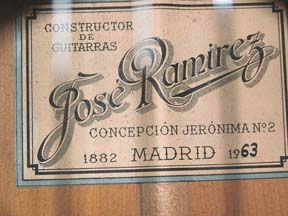 CONSTRUCTOR
DE
GUITARRAS
José Ramírez
CONCEPCIÓN JERÓNIMA Nº2
1882 MADRID 1963